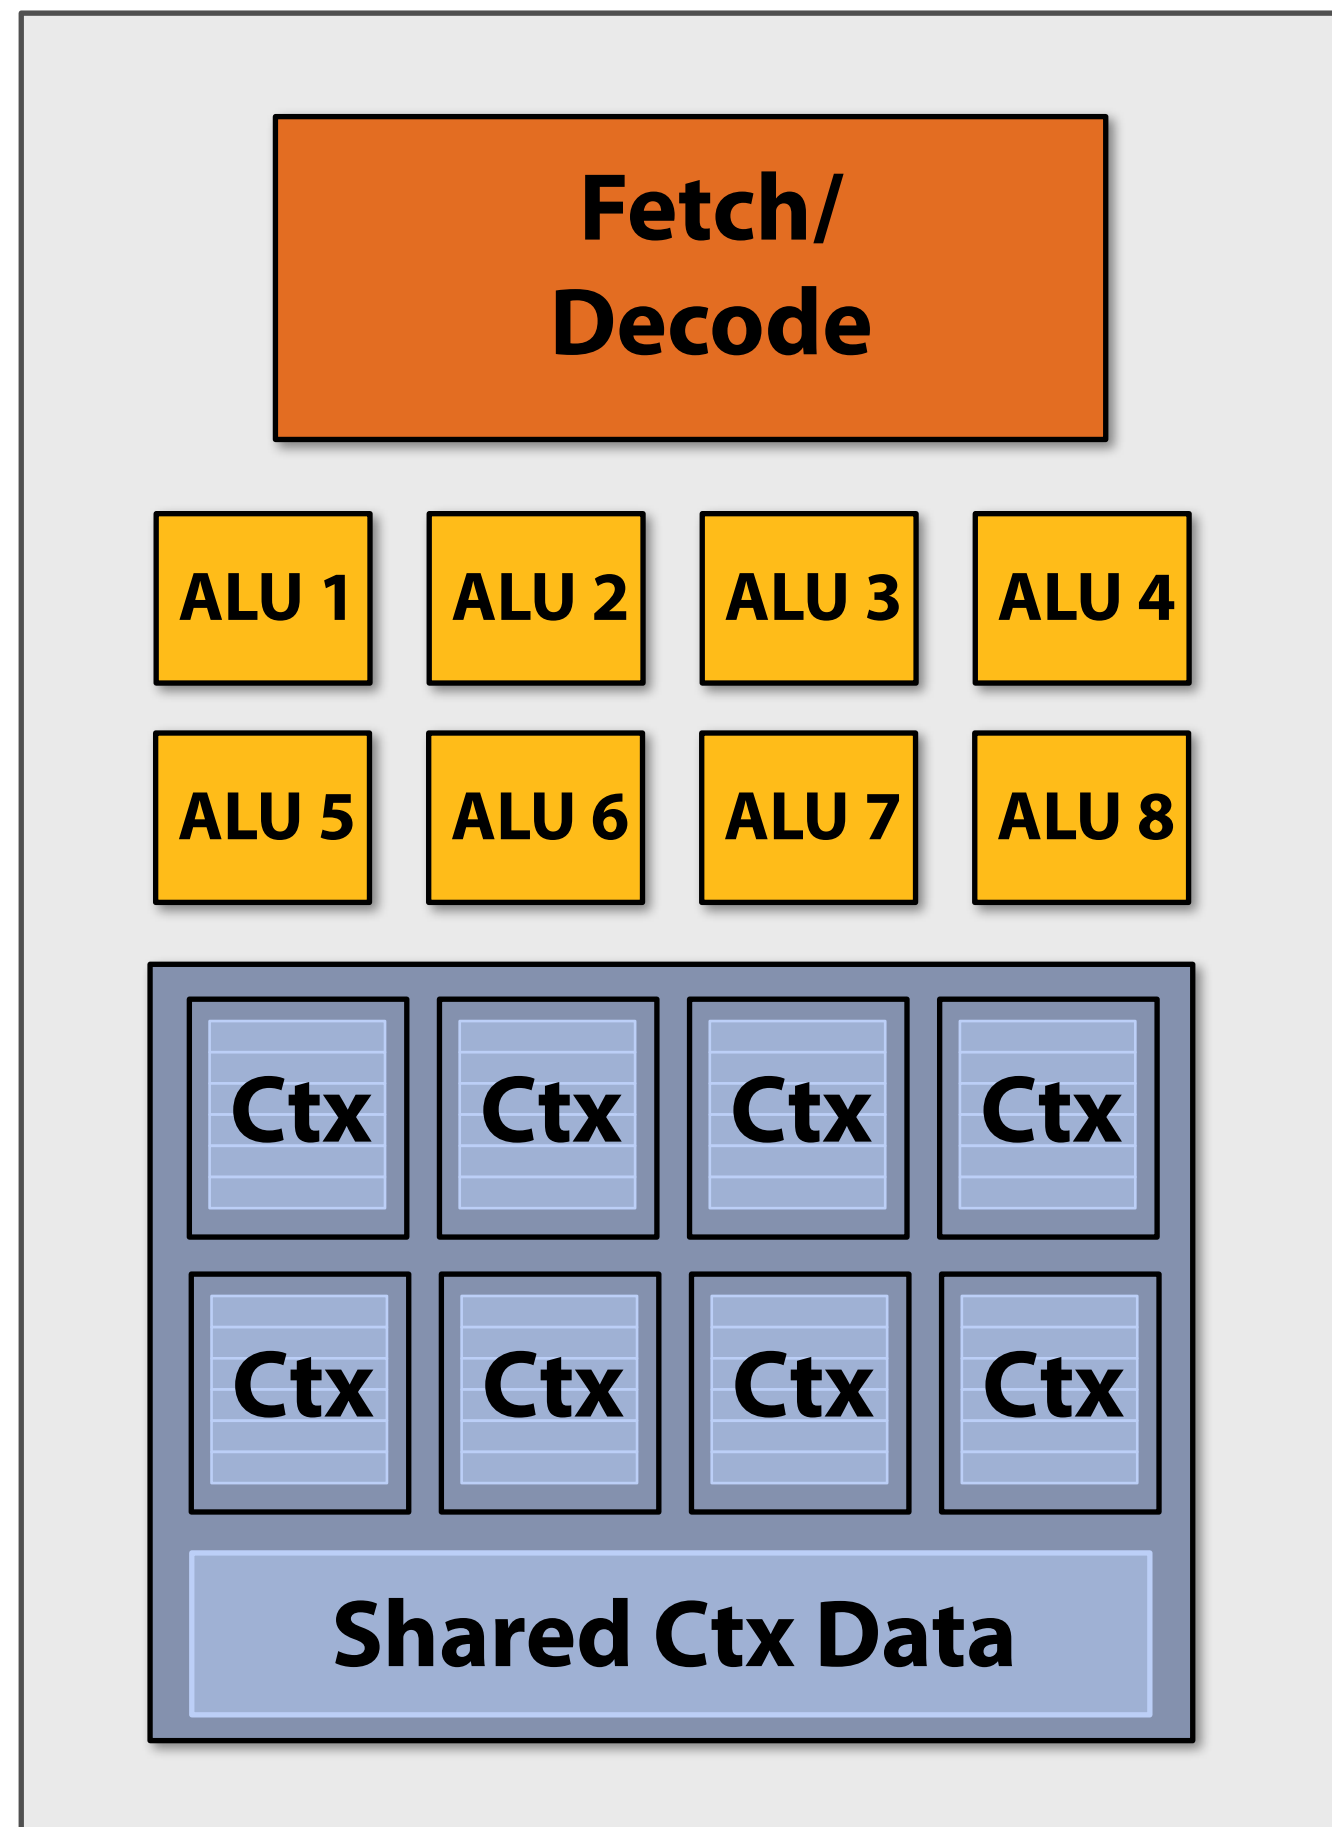 Fetch/
Decode
ALU 1 ALU 2 ALU 3 ALU 4
ALU 5 ALU 6 ALU 7 ALU 8
Ctx Ctx Ctx Ctx
Ctx Ctx Ctx Ctx
Shared Ctx Data